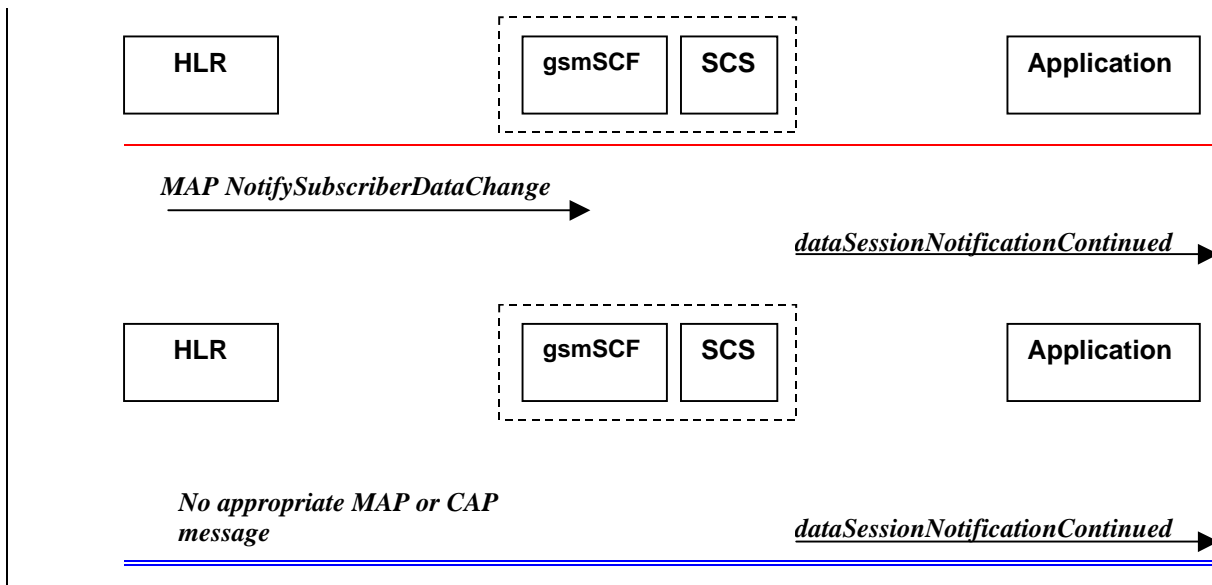 HLR
gsmSCF
SCS
Application
MAP NotifySubscriberDataChange
dataSessionNotificationContinued
HLR
gsmSCF
SCS
Application
No appropriate MAP or CAP
message
dataSessionNotificationContinued